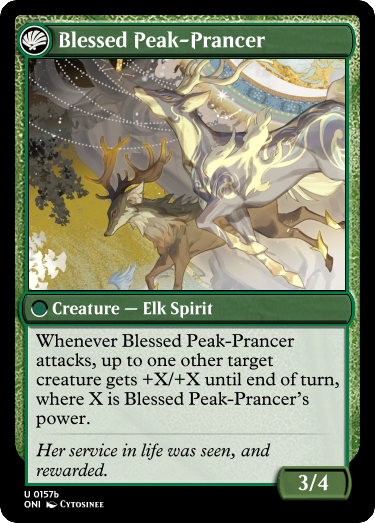 Blessed Peak-Prancer
Creature — Elk Spirit
Whenever Blessed Peak-Prancer
attacks, up to one other target
creature gets +X/+X until end of turn,
where X is Blessed Peak-Prancer's
power.
Her service in life was seen, and
rewarded.
3/4
U 0157b
ONI Cytosinee